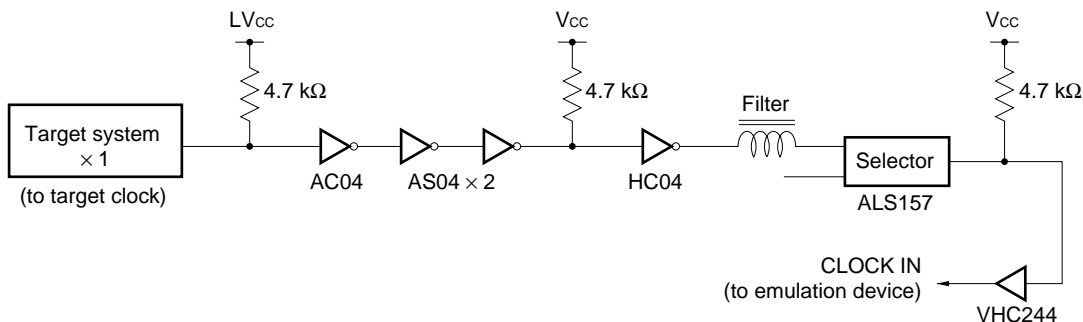 LVCC
VCC
VCC
4.7 kΩ
4.7 kΩ
4.7 kΩ
Filter
Target system
× 1
Selector
(to target clock)
AC04
AS04 × 2
HC04
ALS157
CLOCK IN
(to emulation device)
VHC244